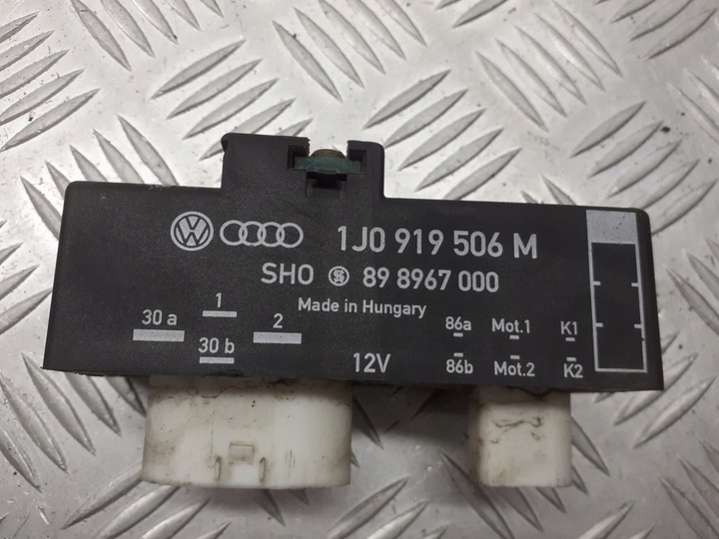 1J0 919 506 M
SHO 89 8967 000
Made in Hungary
30 a 1 2 86a Mot.1 K1
30 b 12V 86b Mot.2 K2